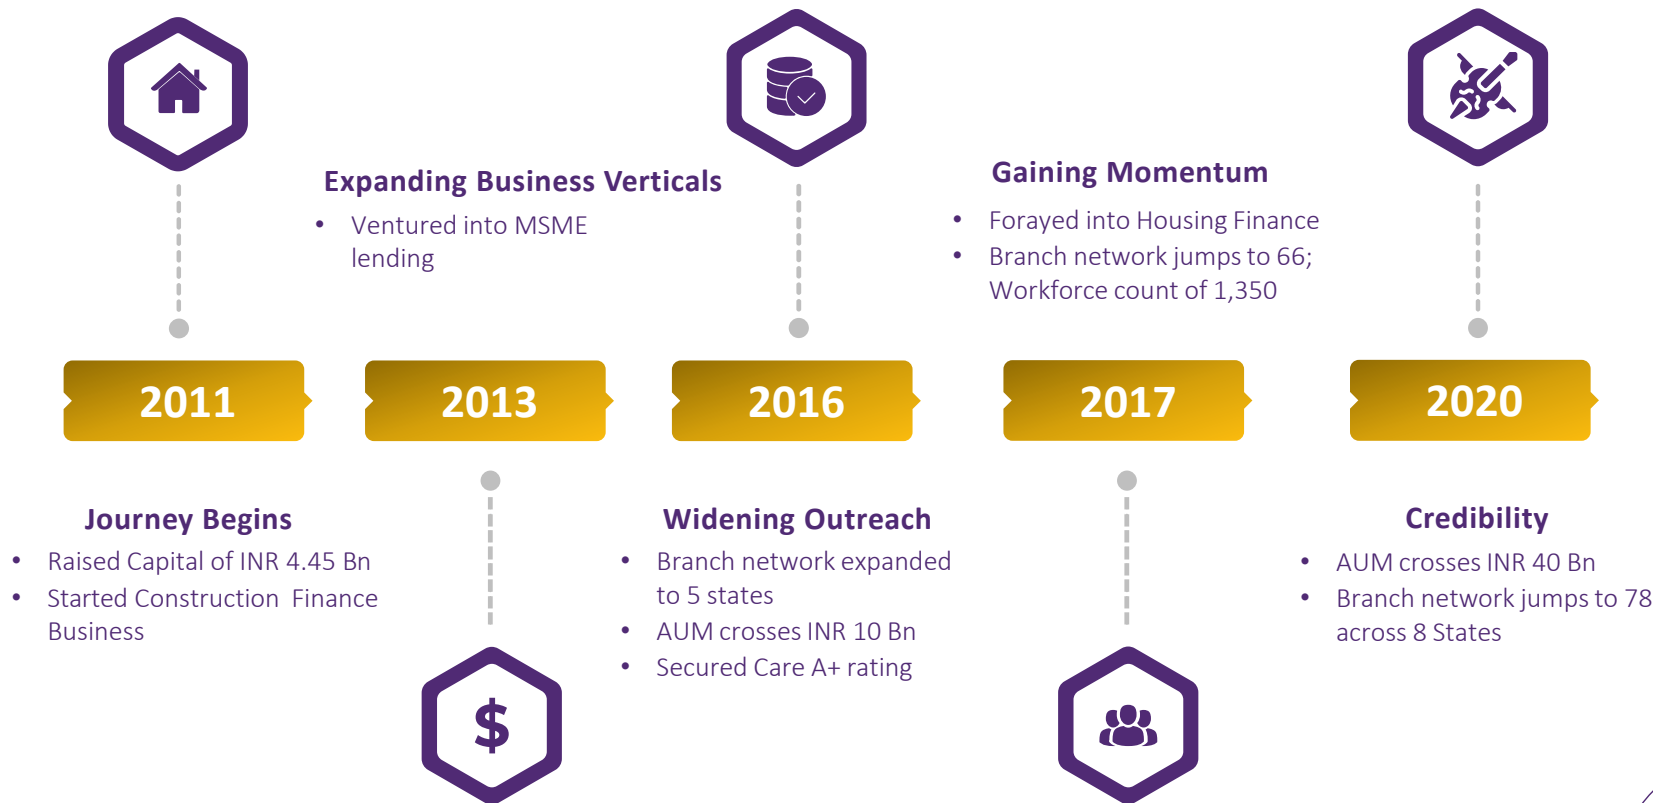 Expanding Business Verticals
• Ventured into MSME
lending
Gaining Momentum
• Forayed into Housing Finance
• Branch network jumps to 66;
Workforce count of 1,350
2011
2013
2016
2017
2020
Journey Begins
• Raised Capital of INR 4.45 Bn
• Started Construction Finance
Business
$
Widening Outreach
• Branch network expanded
to 5 states
• AUM crosses INR 10 Bn
• Secured Care A+ rating
Credibility
• AUM crosses INR 40 Bn
• Branch network jumps to 78
across 8 States